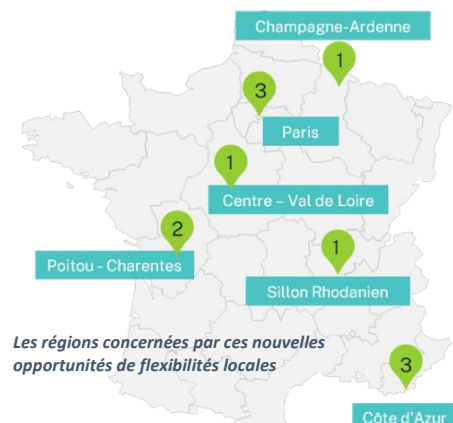 Champagne-Ardenne
1
3
Paris
1
Centre – Val de Loire
2
Poitou - Charentes
1
Sillon Rhodanien
Les régions concernées par ces nouvelles
opportunités de flexibilités locales
3
Côte d'Azur